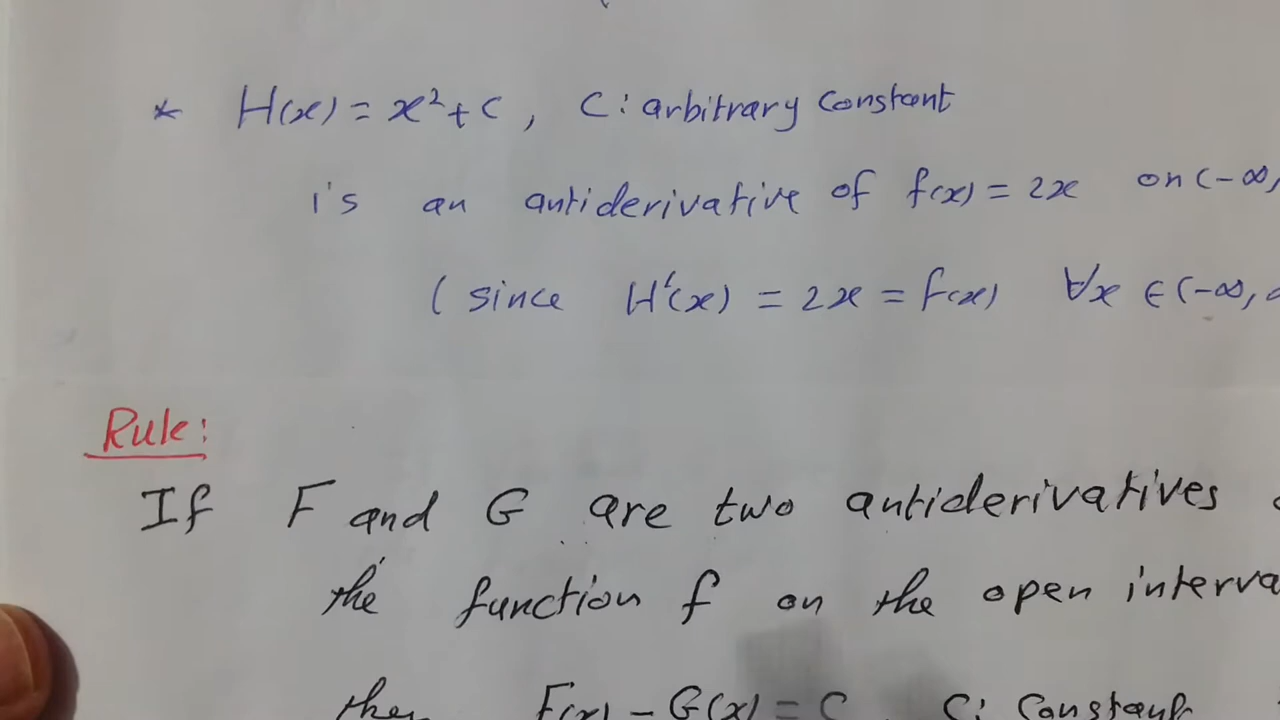 * H(x) = x² + C , C : arbitrary constant
is an antiderivative of f(x) = 2x on (-∞,
( since H'(x) = 2x = f(x) ∀x ∈ (-∞,
Rule:
If F and G are two antiderivatives
the function f on the open interva
then F(x) - G(x) = C , C : Constant